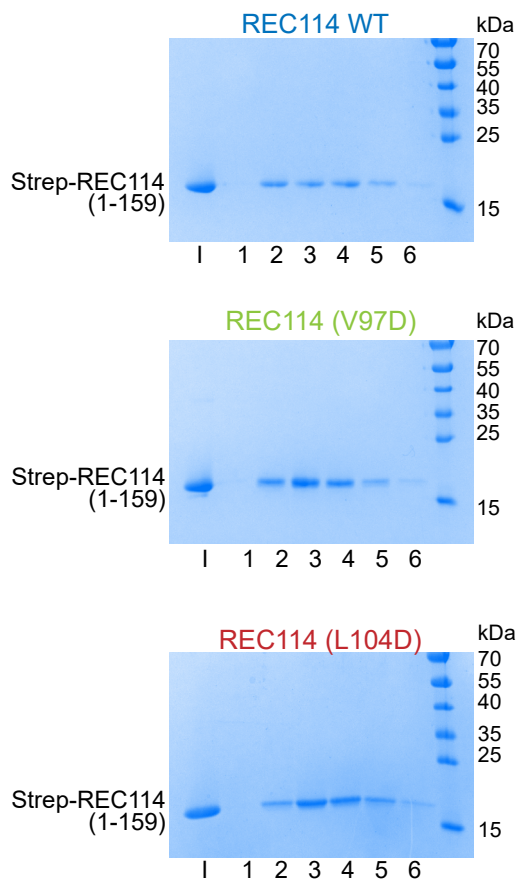 REC114 WT
kDa
70
55
40
35
25
15
Strep-REC114
(1-159)
I 1 2 3 4 5 6
REC114 (V97D)
kDa
70
55
40
35
25
15
Strep-REC114
(1-159)
I 1 2 3 4 5 6
REC114 (L104D)
kDa
70
55
40
35
25
15
Strep-REC114
(1-159)
I 1 2 3 4 5 6